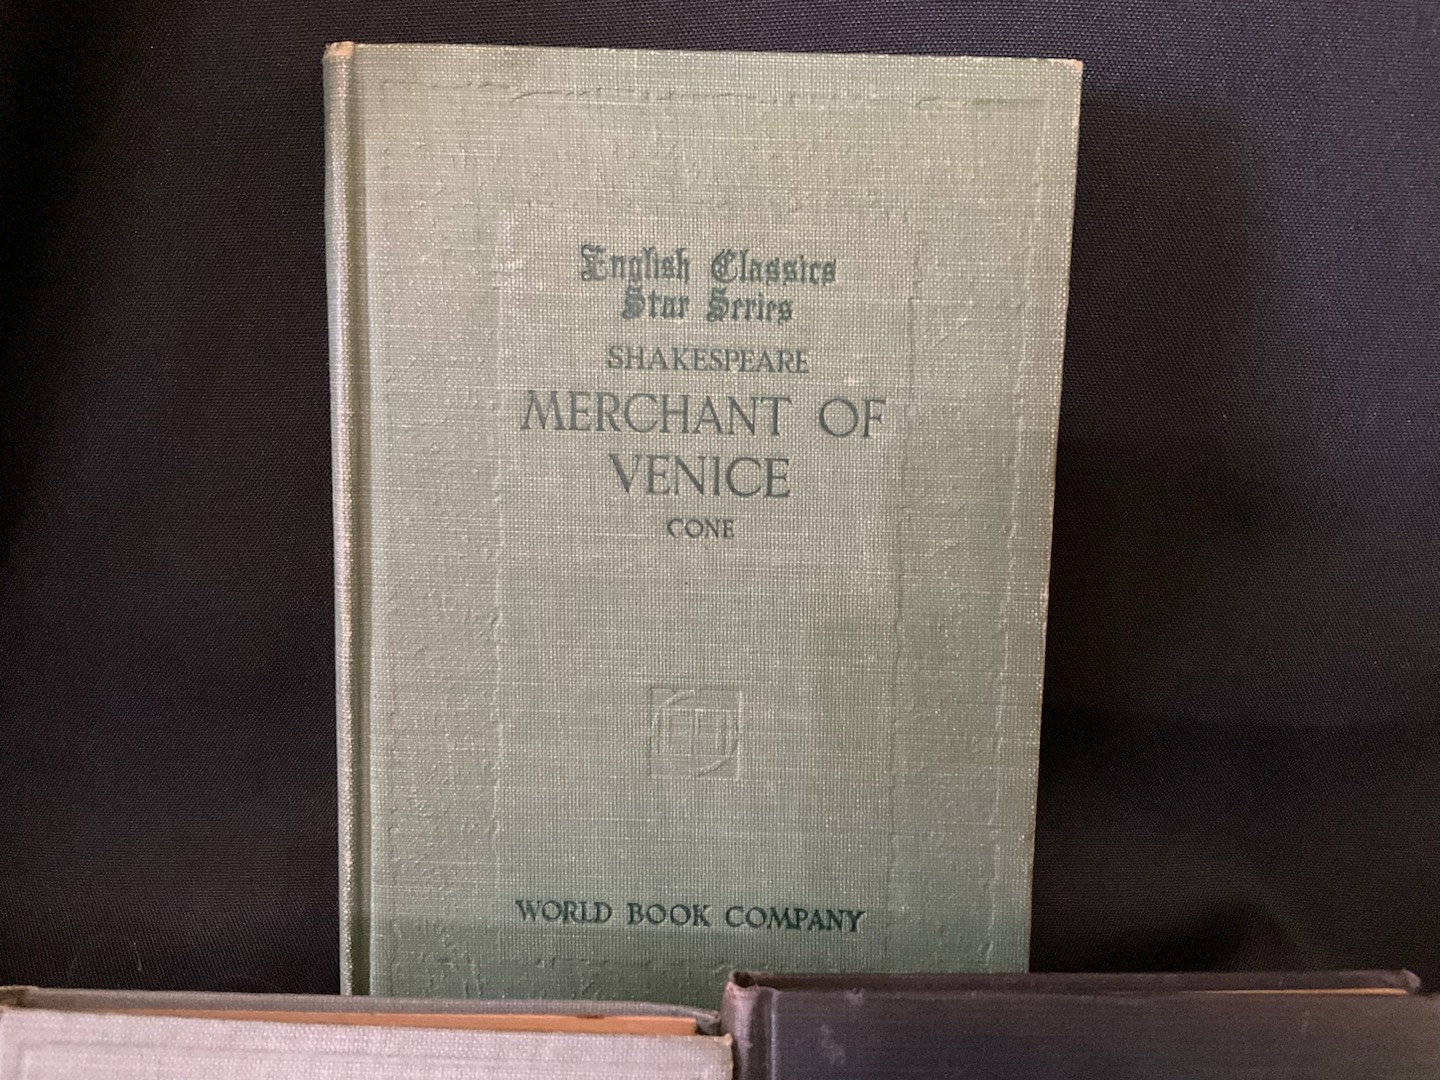 English Classics
Star Series
SHAKESPEARE
MERCHANT OF
VENICE
CONE
WORLD BOOK COMPANY